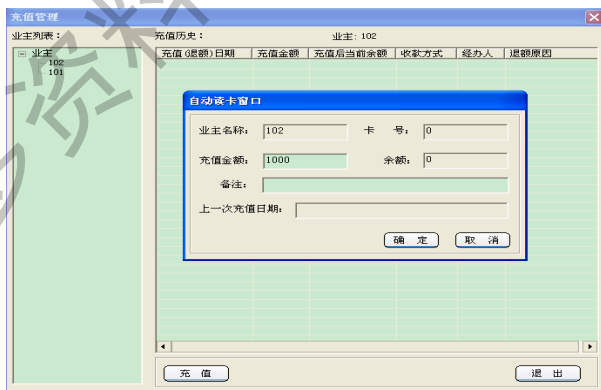 充值管理
业主列表： 充值历史： 业主: 102
业主
102
101
充值(退额)日期 充值金额 充值后当前余额 收款方式 经办人 退额原因
自动读卡窗口
业主名称: 102 卡 号: 0
充值金额: 1000 余额: 0
备注:
上一次充值日期:
确 定 取 消
充 值 退 出
资料